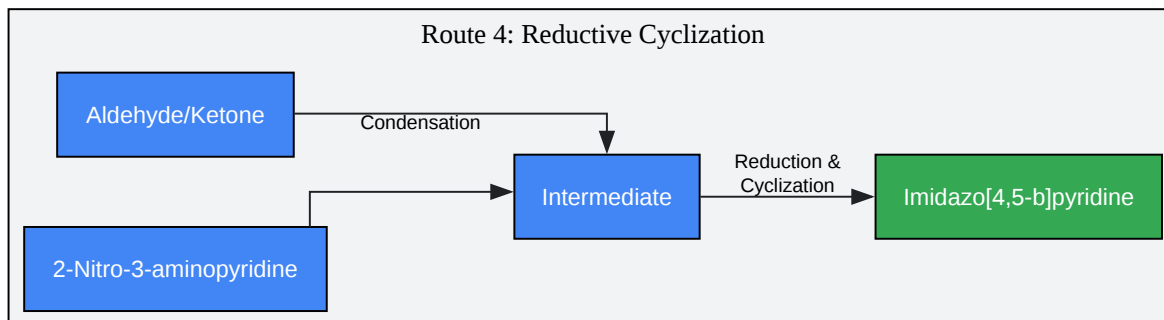 Route 4: Reductive Cyclization
Aldehyde/Ketone
Condensation
Reduction &
Cyclization
Intermediate
Imidazo[4,5-b]pyridine
2-Nitro-3-aminopyridine